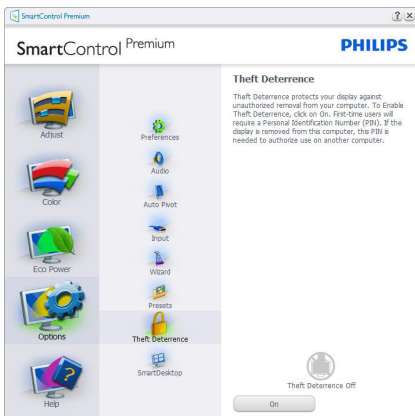 SmartControl Premium
? ×
SmartControl Premium
PHILIPS
Adjust
Color
Eco Power
Options
Help
Preferences
Audio
Auto Pivot
Input
Wizard
Presets
Theft Deterrence
SmartDesktop
Theft Deterrence
Theft Deterrence protects your display against
unauthorized removal from your computer. To Enable
Theft Deterrence, click on On. First-time users will
require a Personal Identification Number (PIN). If the
display is removed from this computer, this PIN is
needed to authorize use on another computer.
Theft Deterrence Off
On